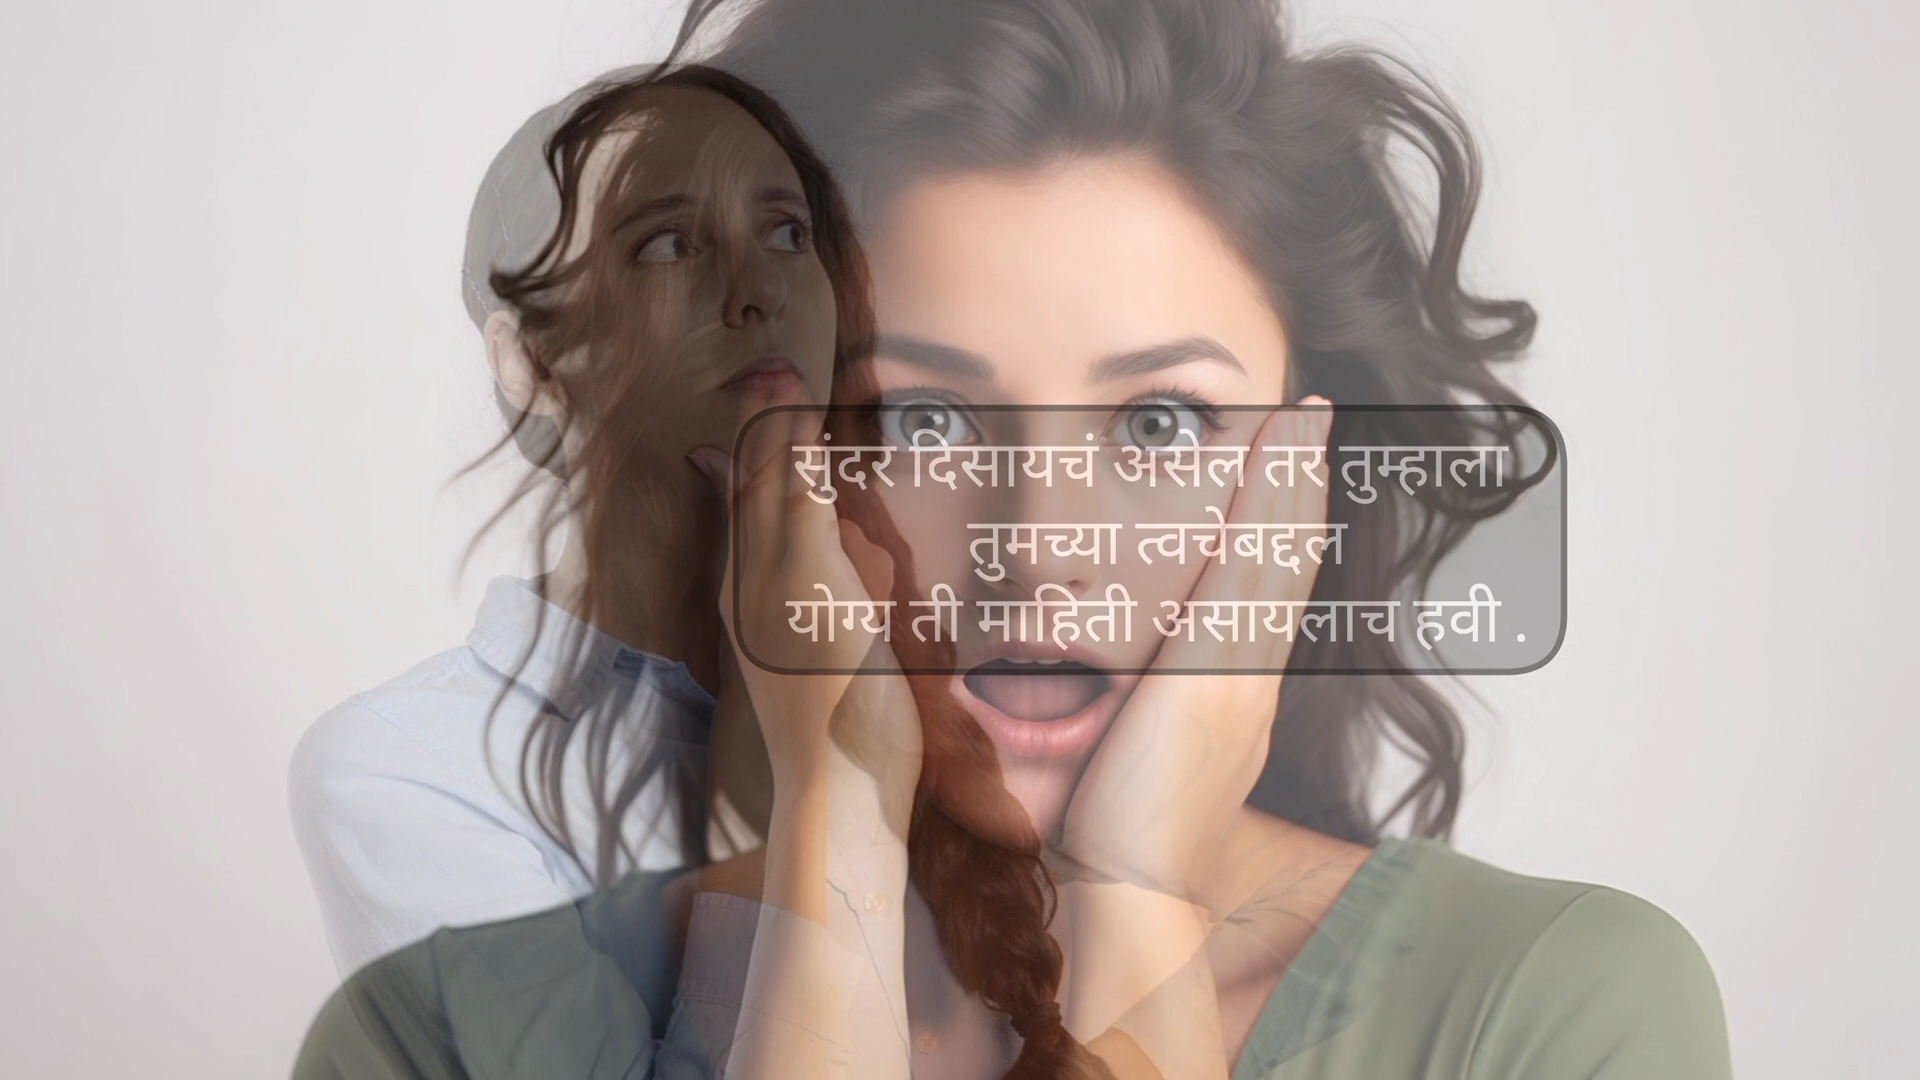 सुंदर दिसायचं असेल तर तुम्हाला
तुमच्या त्वचेबद्दल
योग्य ती माहिती असायलाच हवी .